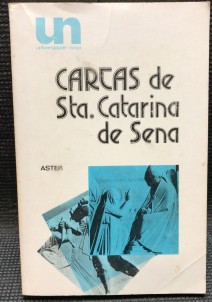 un
CARTAS de
Sta. Catarina
de Sena
ASTER